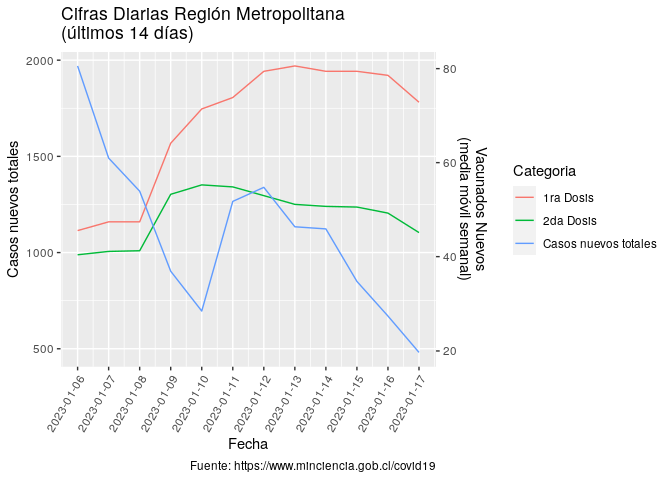 Cifras Diarias Región Metropolitana
(últimos 14 días)
Casos nuevos totales
2000
1500
1000
500
80
60
40
20
Vacunados Nuevos
(media móvil semanal)
2023-01-06
2023-01-07
2023-01-08
2023-01-09
2023-01-10
2023-01-11
2023-01-12
2023-01-13
2023-01-14
2023-01-15
2023-01-16
2023-01-17
Fecha
Categoria
1ra Dosis
2da Dosis
Casos nuevos totales
Fuente: https://www.minciencia.gob.cl/covid19